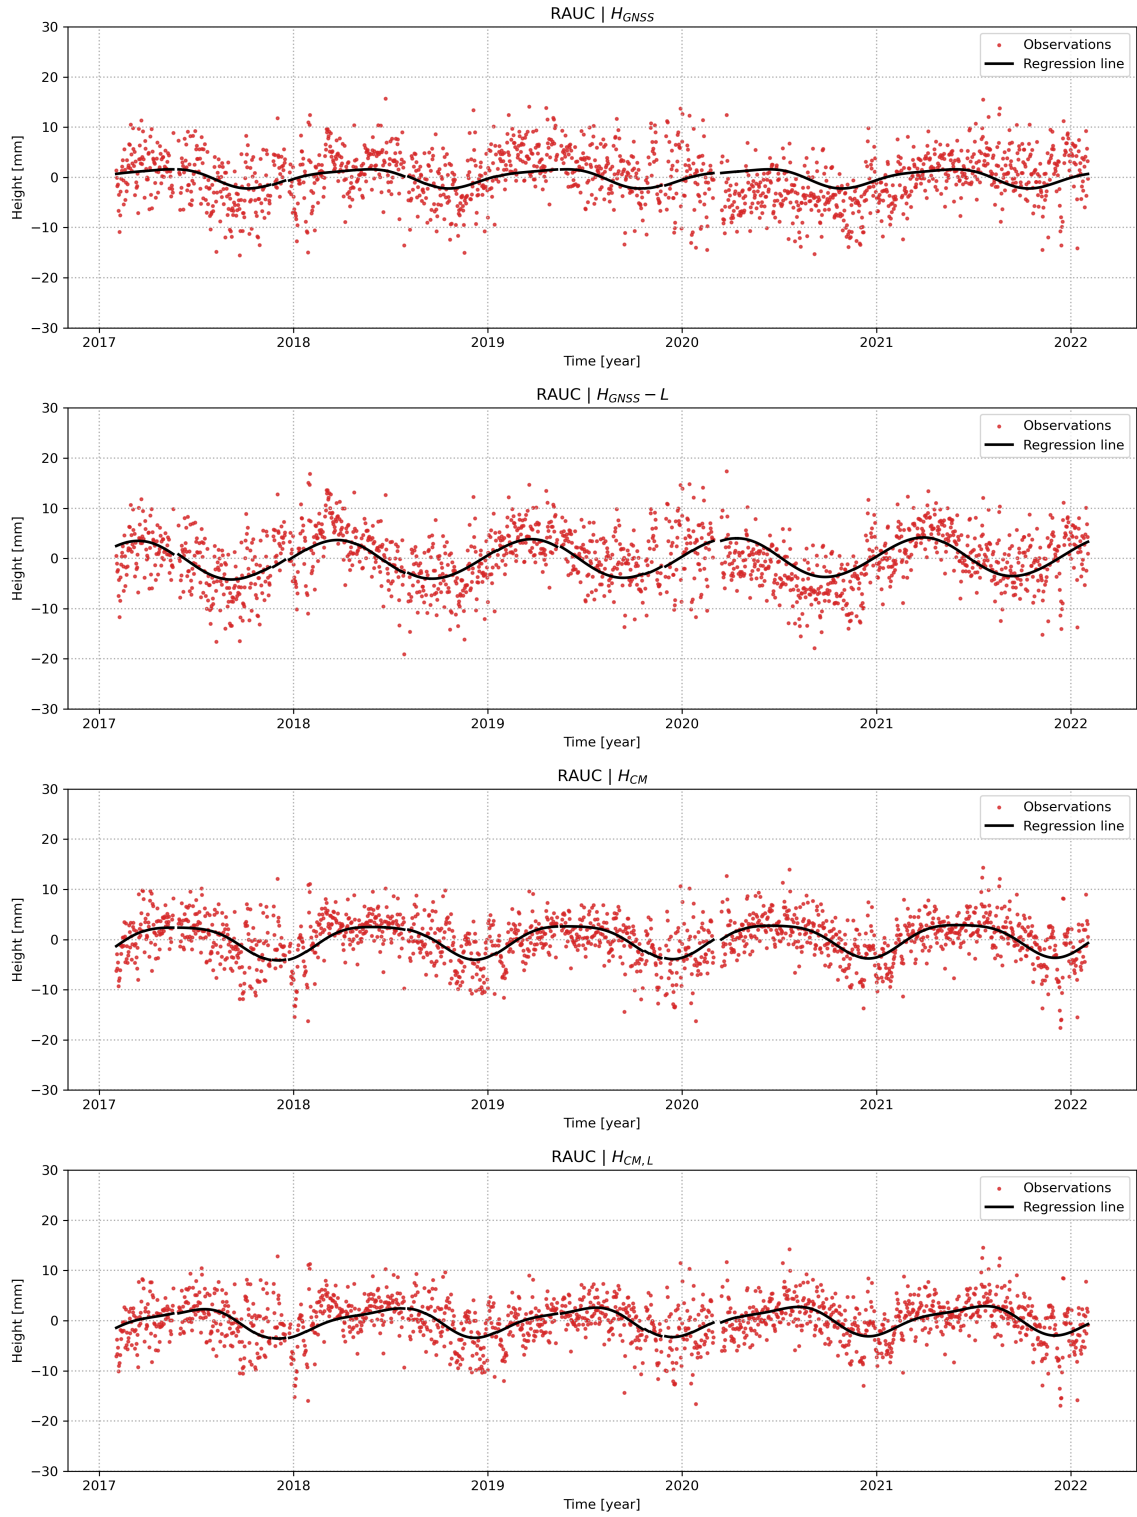 RAUC | H_GNSS
Height [mm]
30
20
10
0
−10
−20
−30
Observations
Regression line
2017 2018 2019 2020 2021 2022
Time [year]
RAUC | H_GNSS − L
Height [mm]
30
20
10
0
−10
−20
−30
Observations
Regression line
2017 2018 2019 2020 2021 2022
Time [year]
RAUC | H_CM
Height [mm]
30
20
10
0
−10
−20
−30
Observations
Regression line
2017 2018 2019 2020 2021 2022
Time [year]
RAUC | H_CM, L
Height [mm]
30
20
10
0
−10
−20
−30
Observations
Regression line
2017 2018 2019 2020 2021 2022
Time [year]